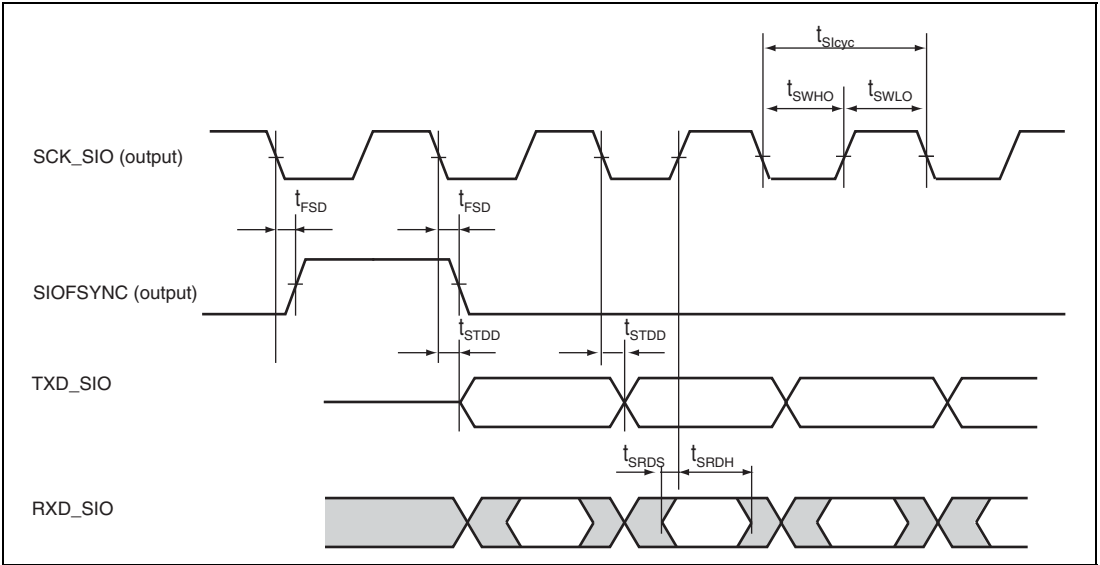 tSIcyc
tSWHO tSWLO
SCK_SIO (output)
tFSD tFSD
SIOFSYNC (output)
tSTDD tSTDD
TXD_SIO
tSRDS tSRDH
RXD_SIO